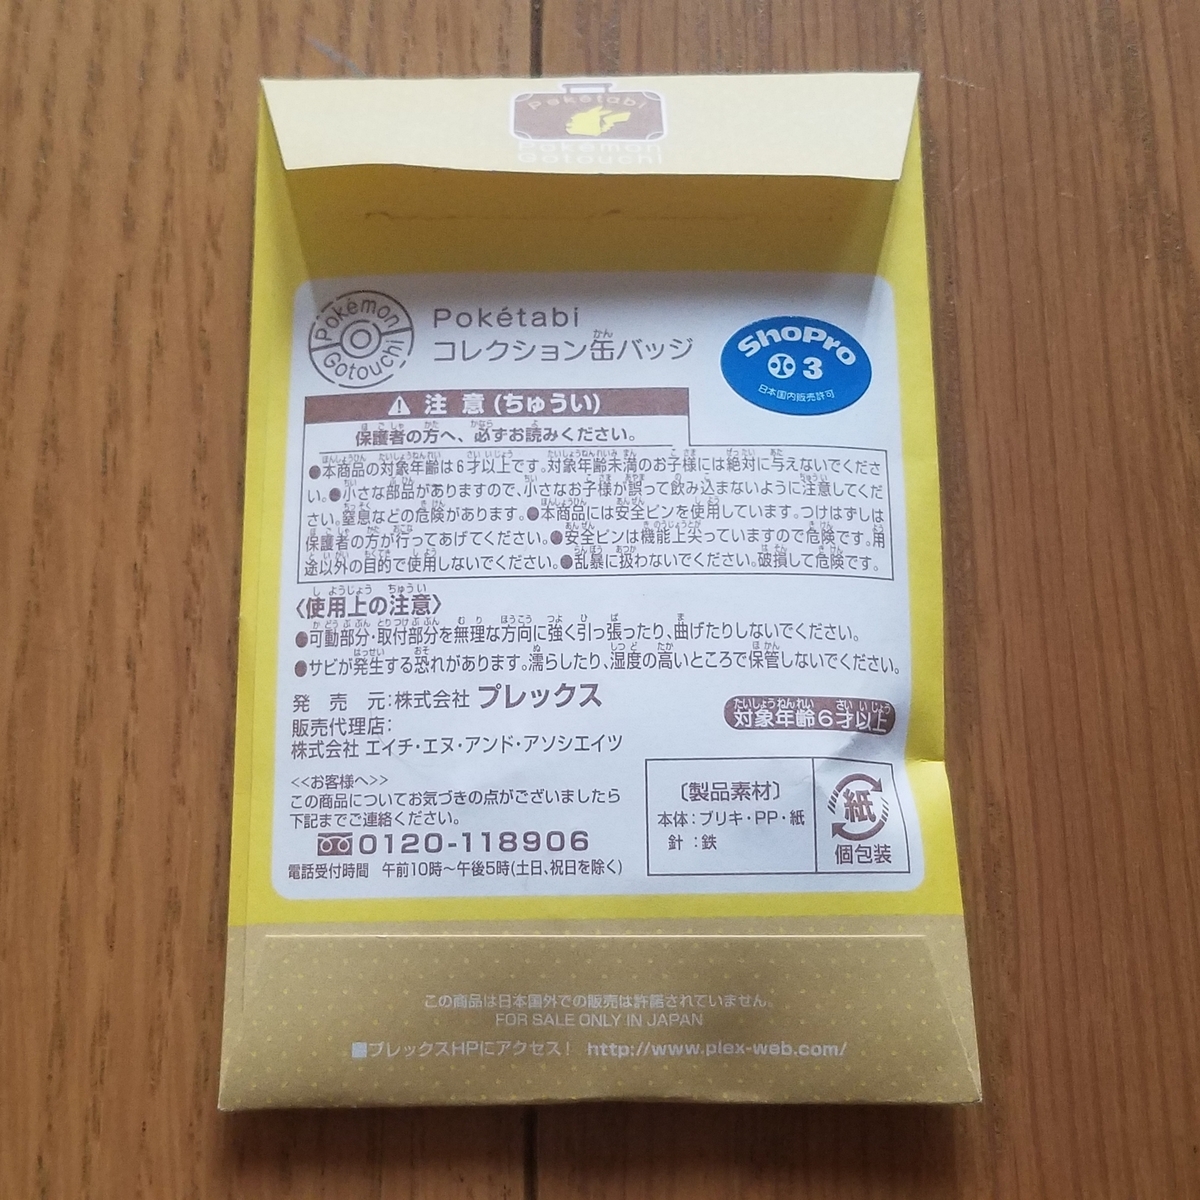 Pokétabi
Pokémon
Gotouchi
Pokémon
Gotouchi
Pokétabi
コレクション缶バッジ
かん
ShoPro
3
日本国内販売許可
注 意 (ちゅうい)
保護者の方へ、必ずお読みください。
●本商品の対象年齢は6才以上です。対象年齢未満のお子様には絶対に与えないでくださ
い。●小さな部品がありますので、小さなお子様が誤って飲み込まないように注意してくだ
さい。窒息などの危険があります。●本商品には安全ピンを使用しています。つけはずしは
保護者の方が行ってあげてください。●安全ピンは機能上尖っていますので危険です。用
途以外の目的で使用しないでください。●乱暴に扱わないでください。破損して危険です。
〈使用上の注意〉
●可動部分・取付部分を無理な方向に強く引っ張ったり、曲げたりしないでください。
●サビが発生する恐れがあります。濡らしたり、湿度の高いところで保管しないでください。
発 売 元:株式会社 プレックス
販売代理店:
株式会社 エイチ・エヌ・アンド・アソシエイツ
対象年齢6才以上
<<お客様へ>>
この商品についてお気づきの点がございましたら
下記までご連絡ください。
0120-118906
電話受付時間 午前10時～午後5時(土日、祝日を除く)
〔製品素材〕
本体:ブリキ・PP・紙
針 :鉄
紙
個包装
この商品は日本国外での販売は許諾されていません。
FOR SALE ONLY IN JAPAN
■プレックスHPにアクセス! http://www.plex-web.com/